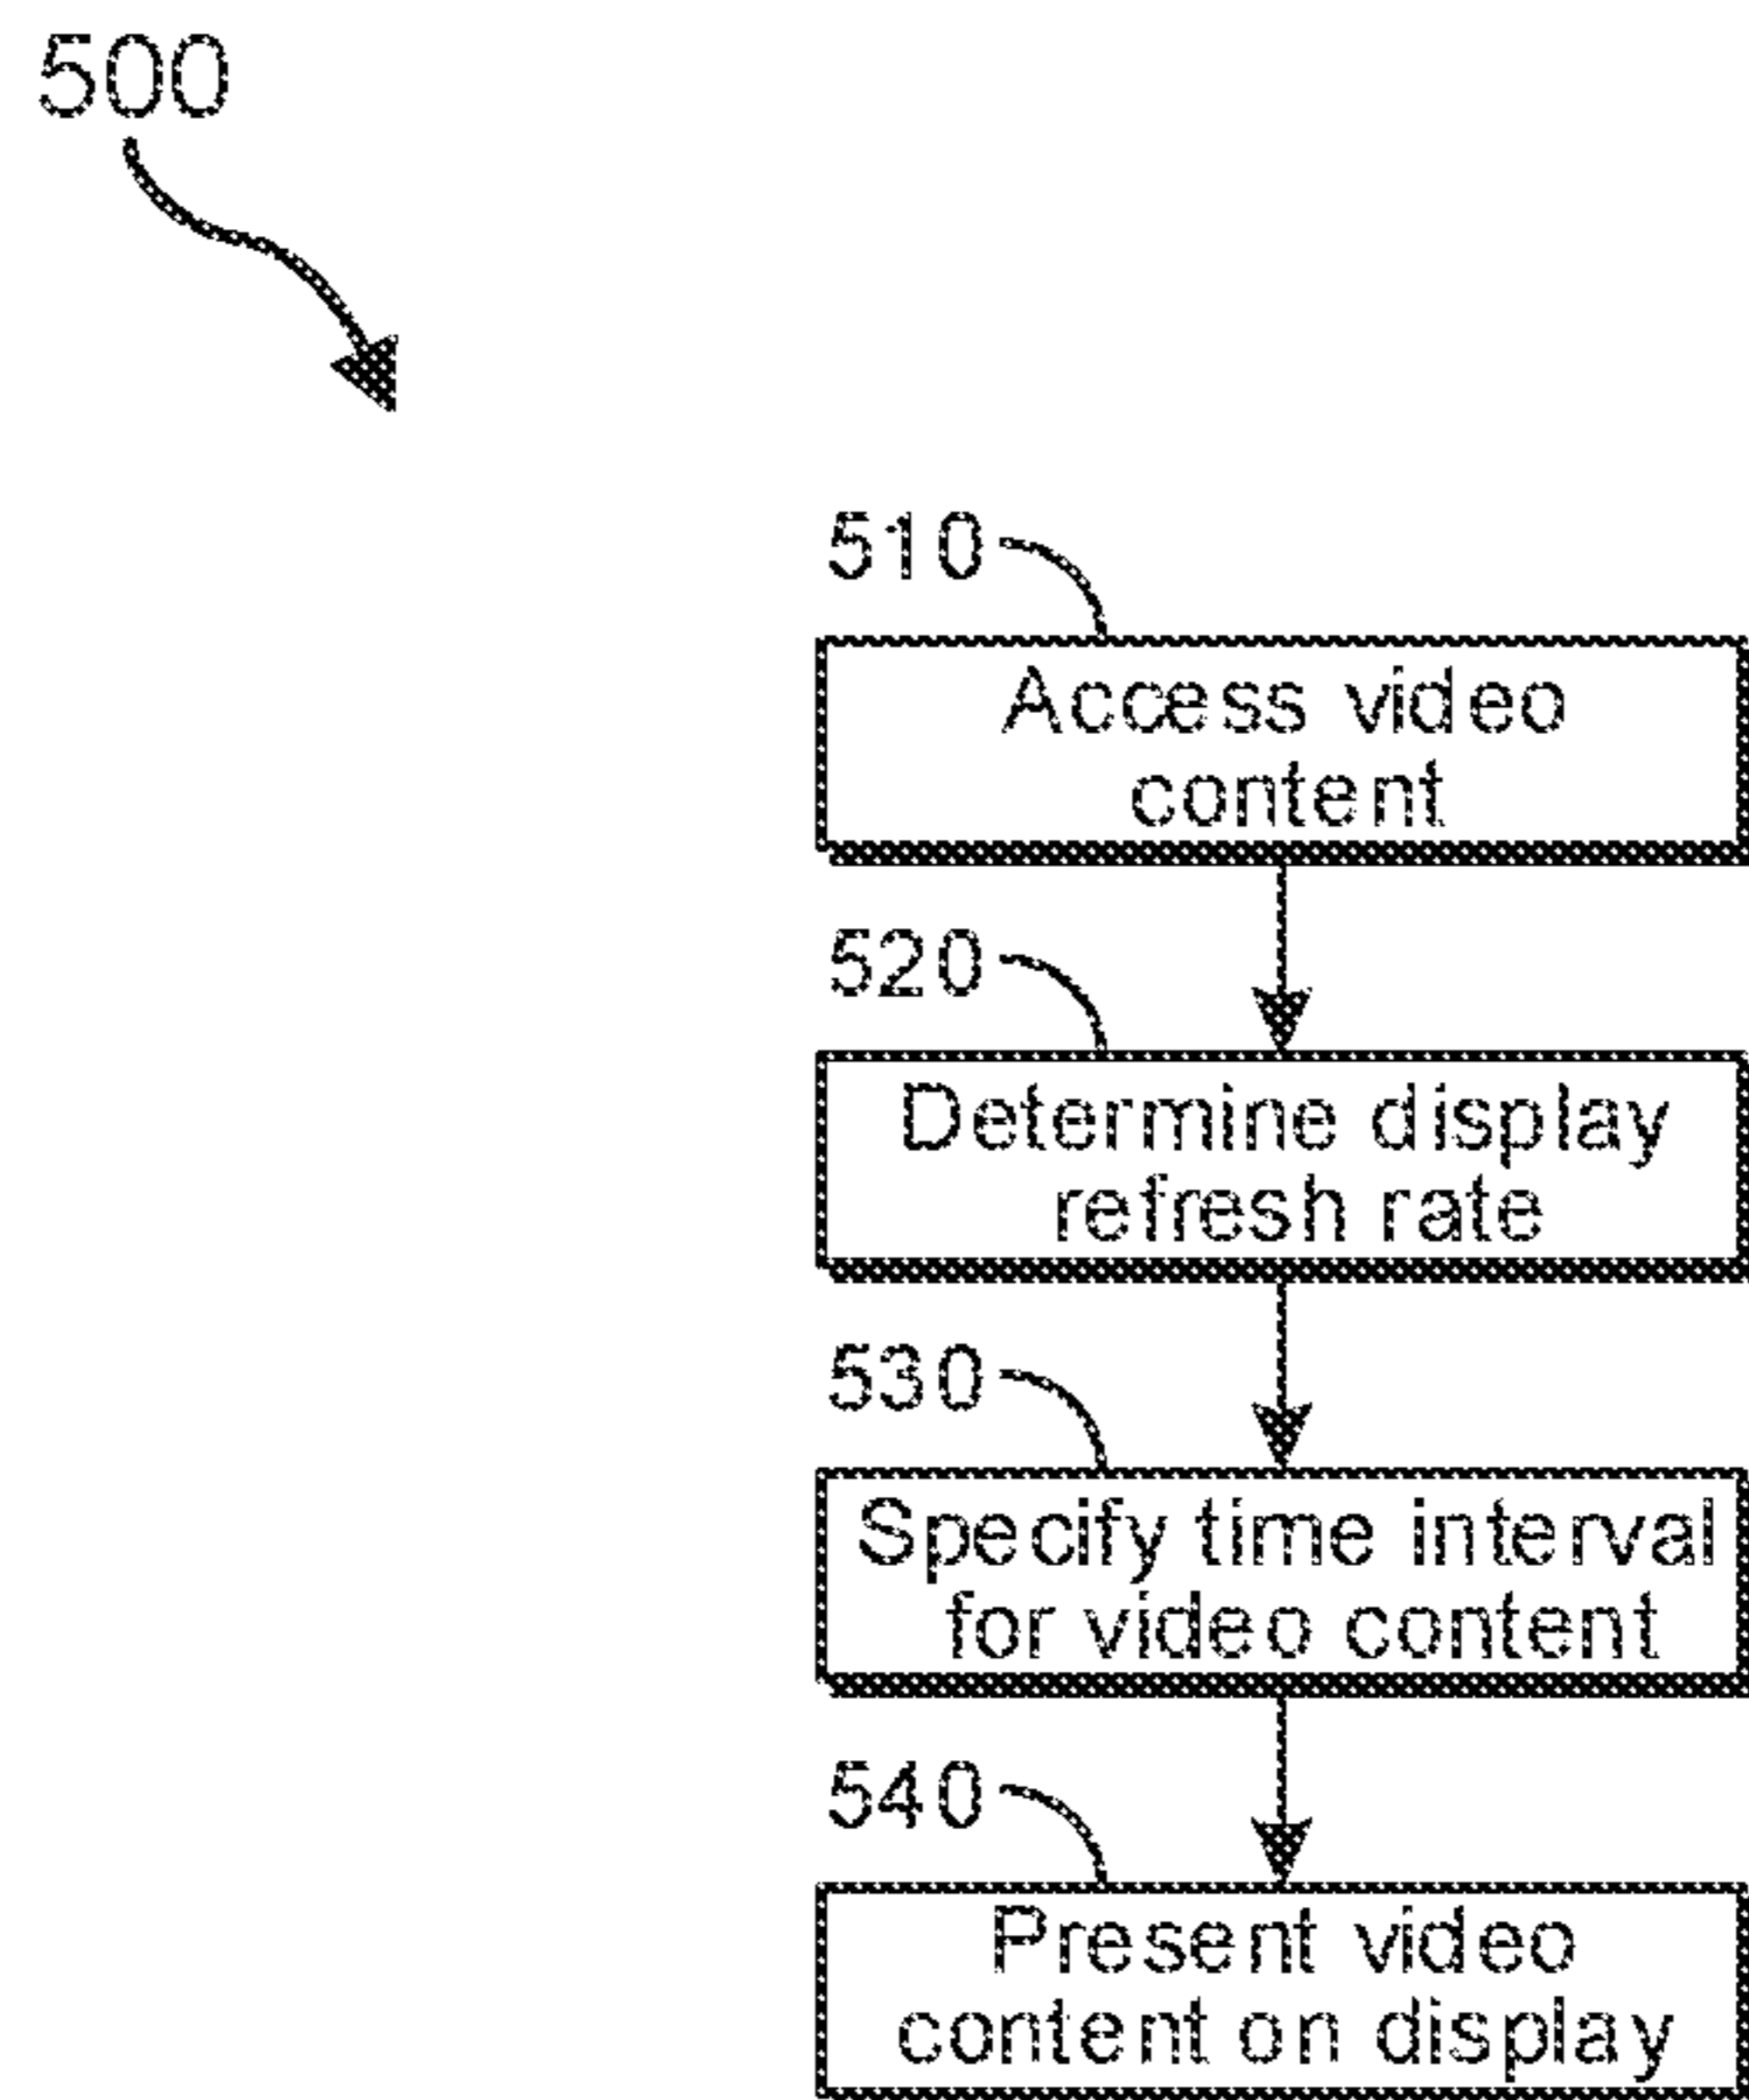 500
510
Access video
content
520
Determine display
refresh rate
530
Specify time interval
for video content
540
Present video
content on display